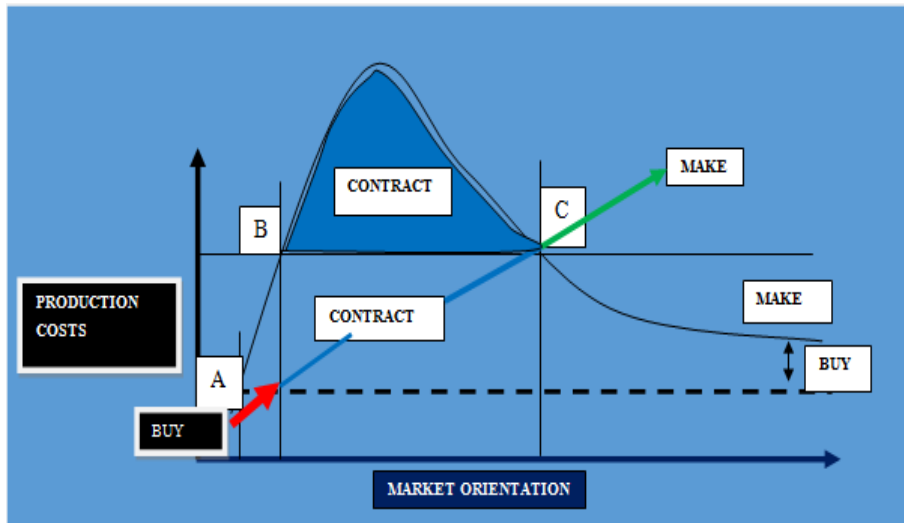 CONTRACT
MAKE
B
C
PRODUCTION
COSTS
CONTRACT
MAKE
A
BUY
BUY
MARKET ORIENTATION